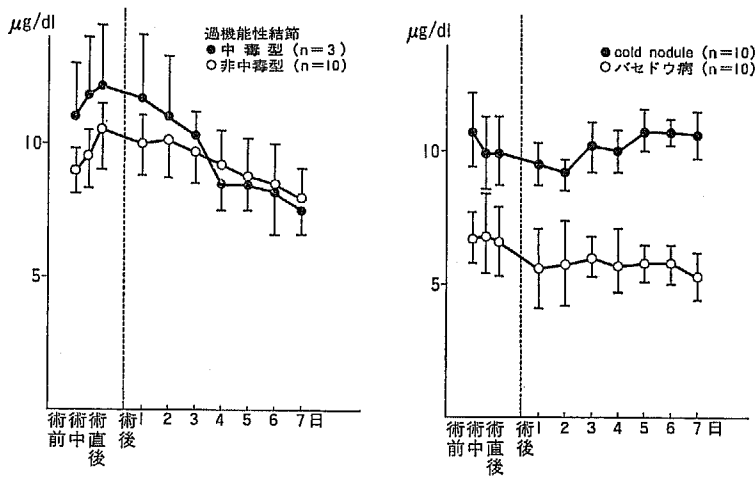 μg/dl
過機能性結節
● 中 毒 型 (n=3)
○ 非中毒型 (n=10)
10
5
術前
術中
術直後
術後
1 2 3 4 5 6 7日
μg/dl
● cold nodule (n=10)
○ バセドウ病 (n=10)
10
5
術前
術中
術直後
術後
1 2 3 4 5 6 7日